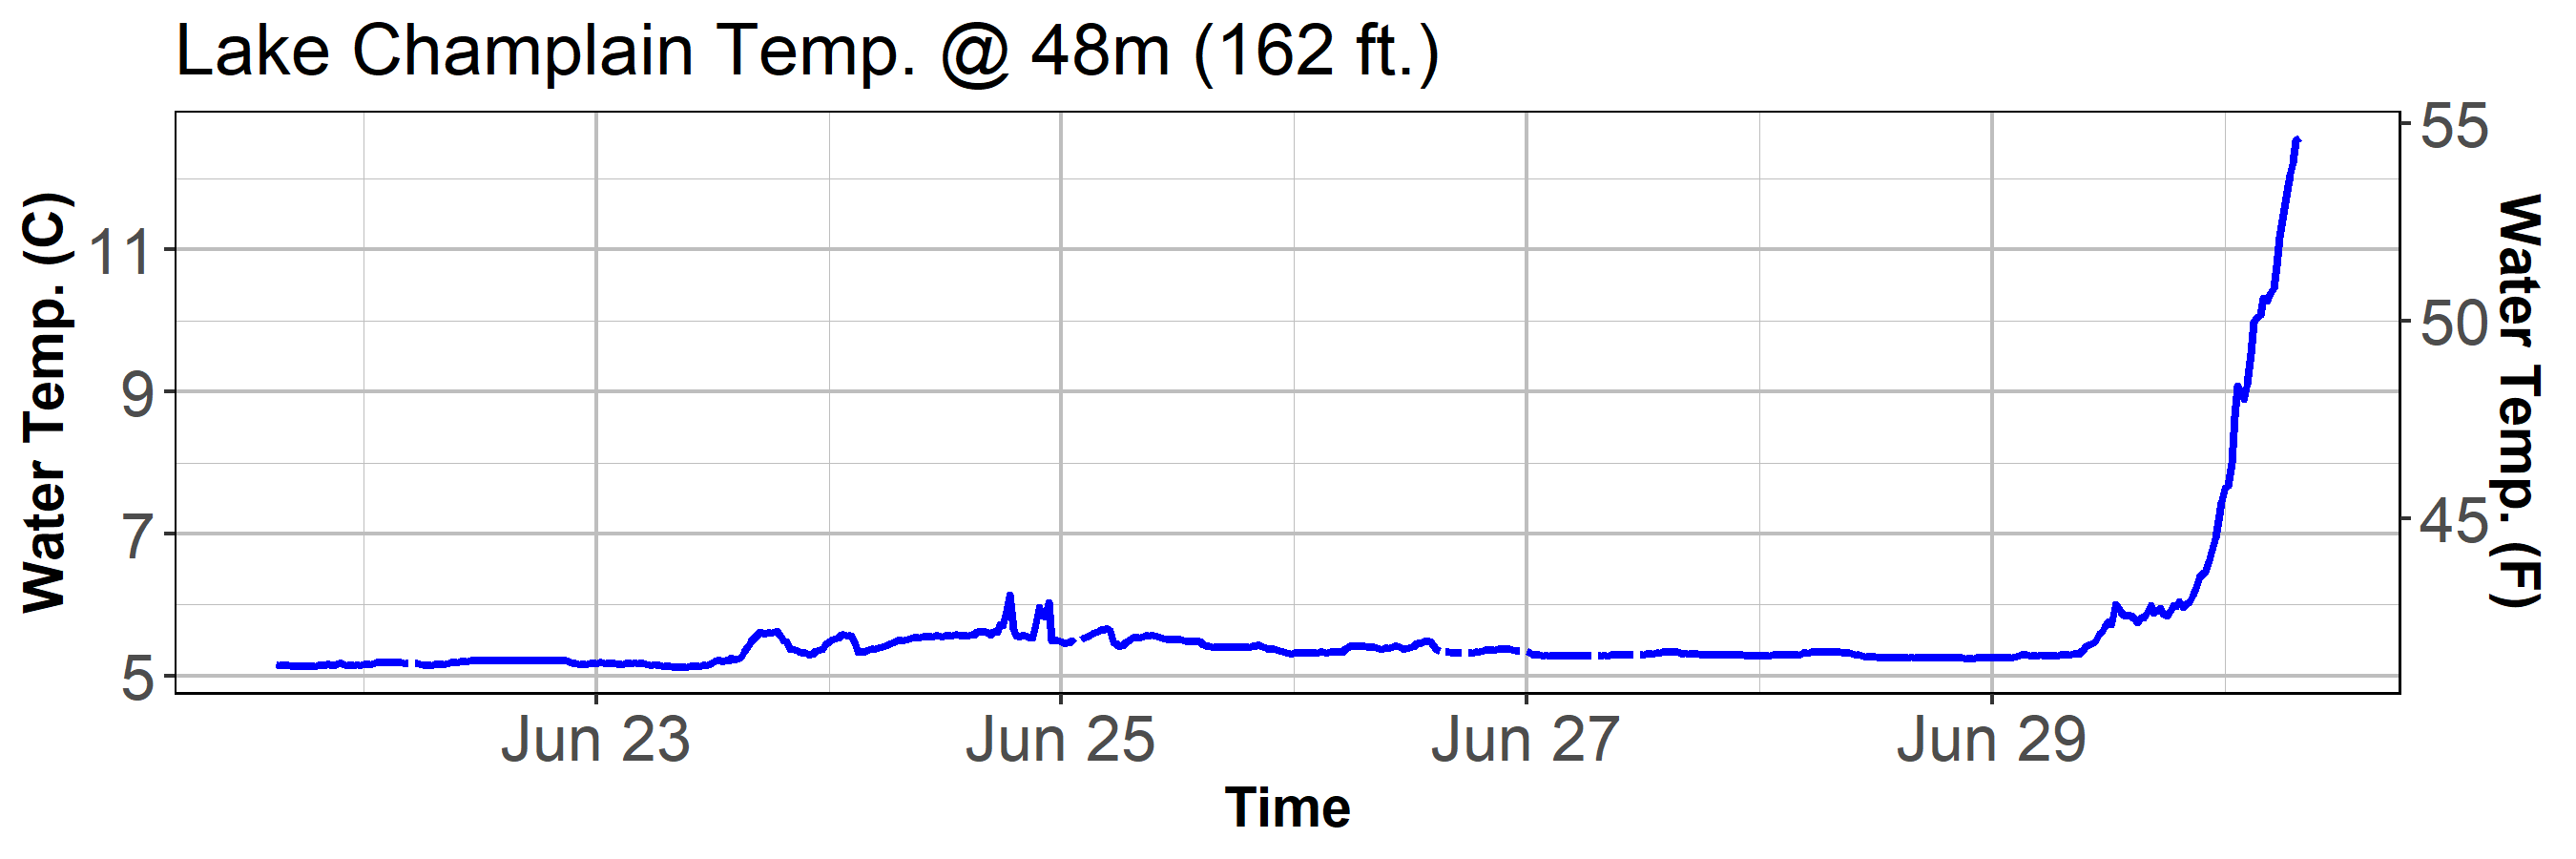 Lake Champlain Temp. @ 48m (162 ft.)
Water Temp. (C)
11
9
7
5
55
50
45
Water Temp. (F)
Jun 23
Jun 25
Jun 27
Jun 29
Time